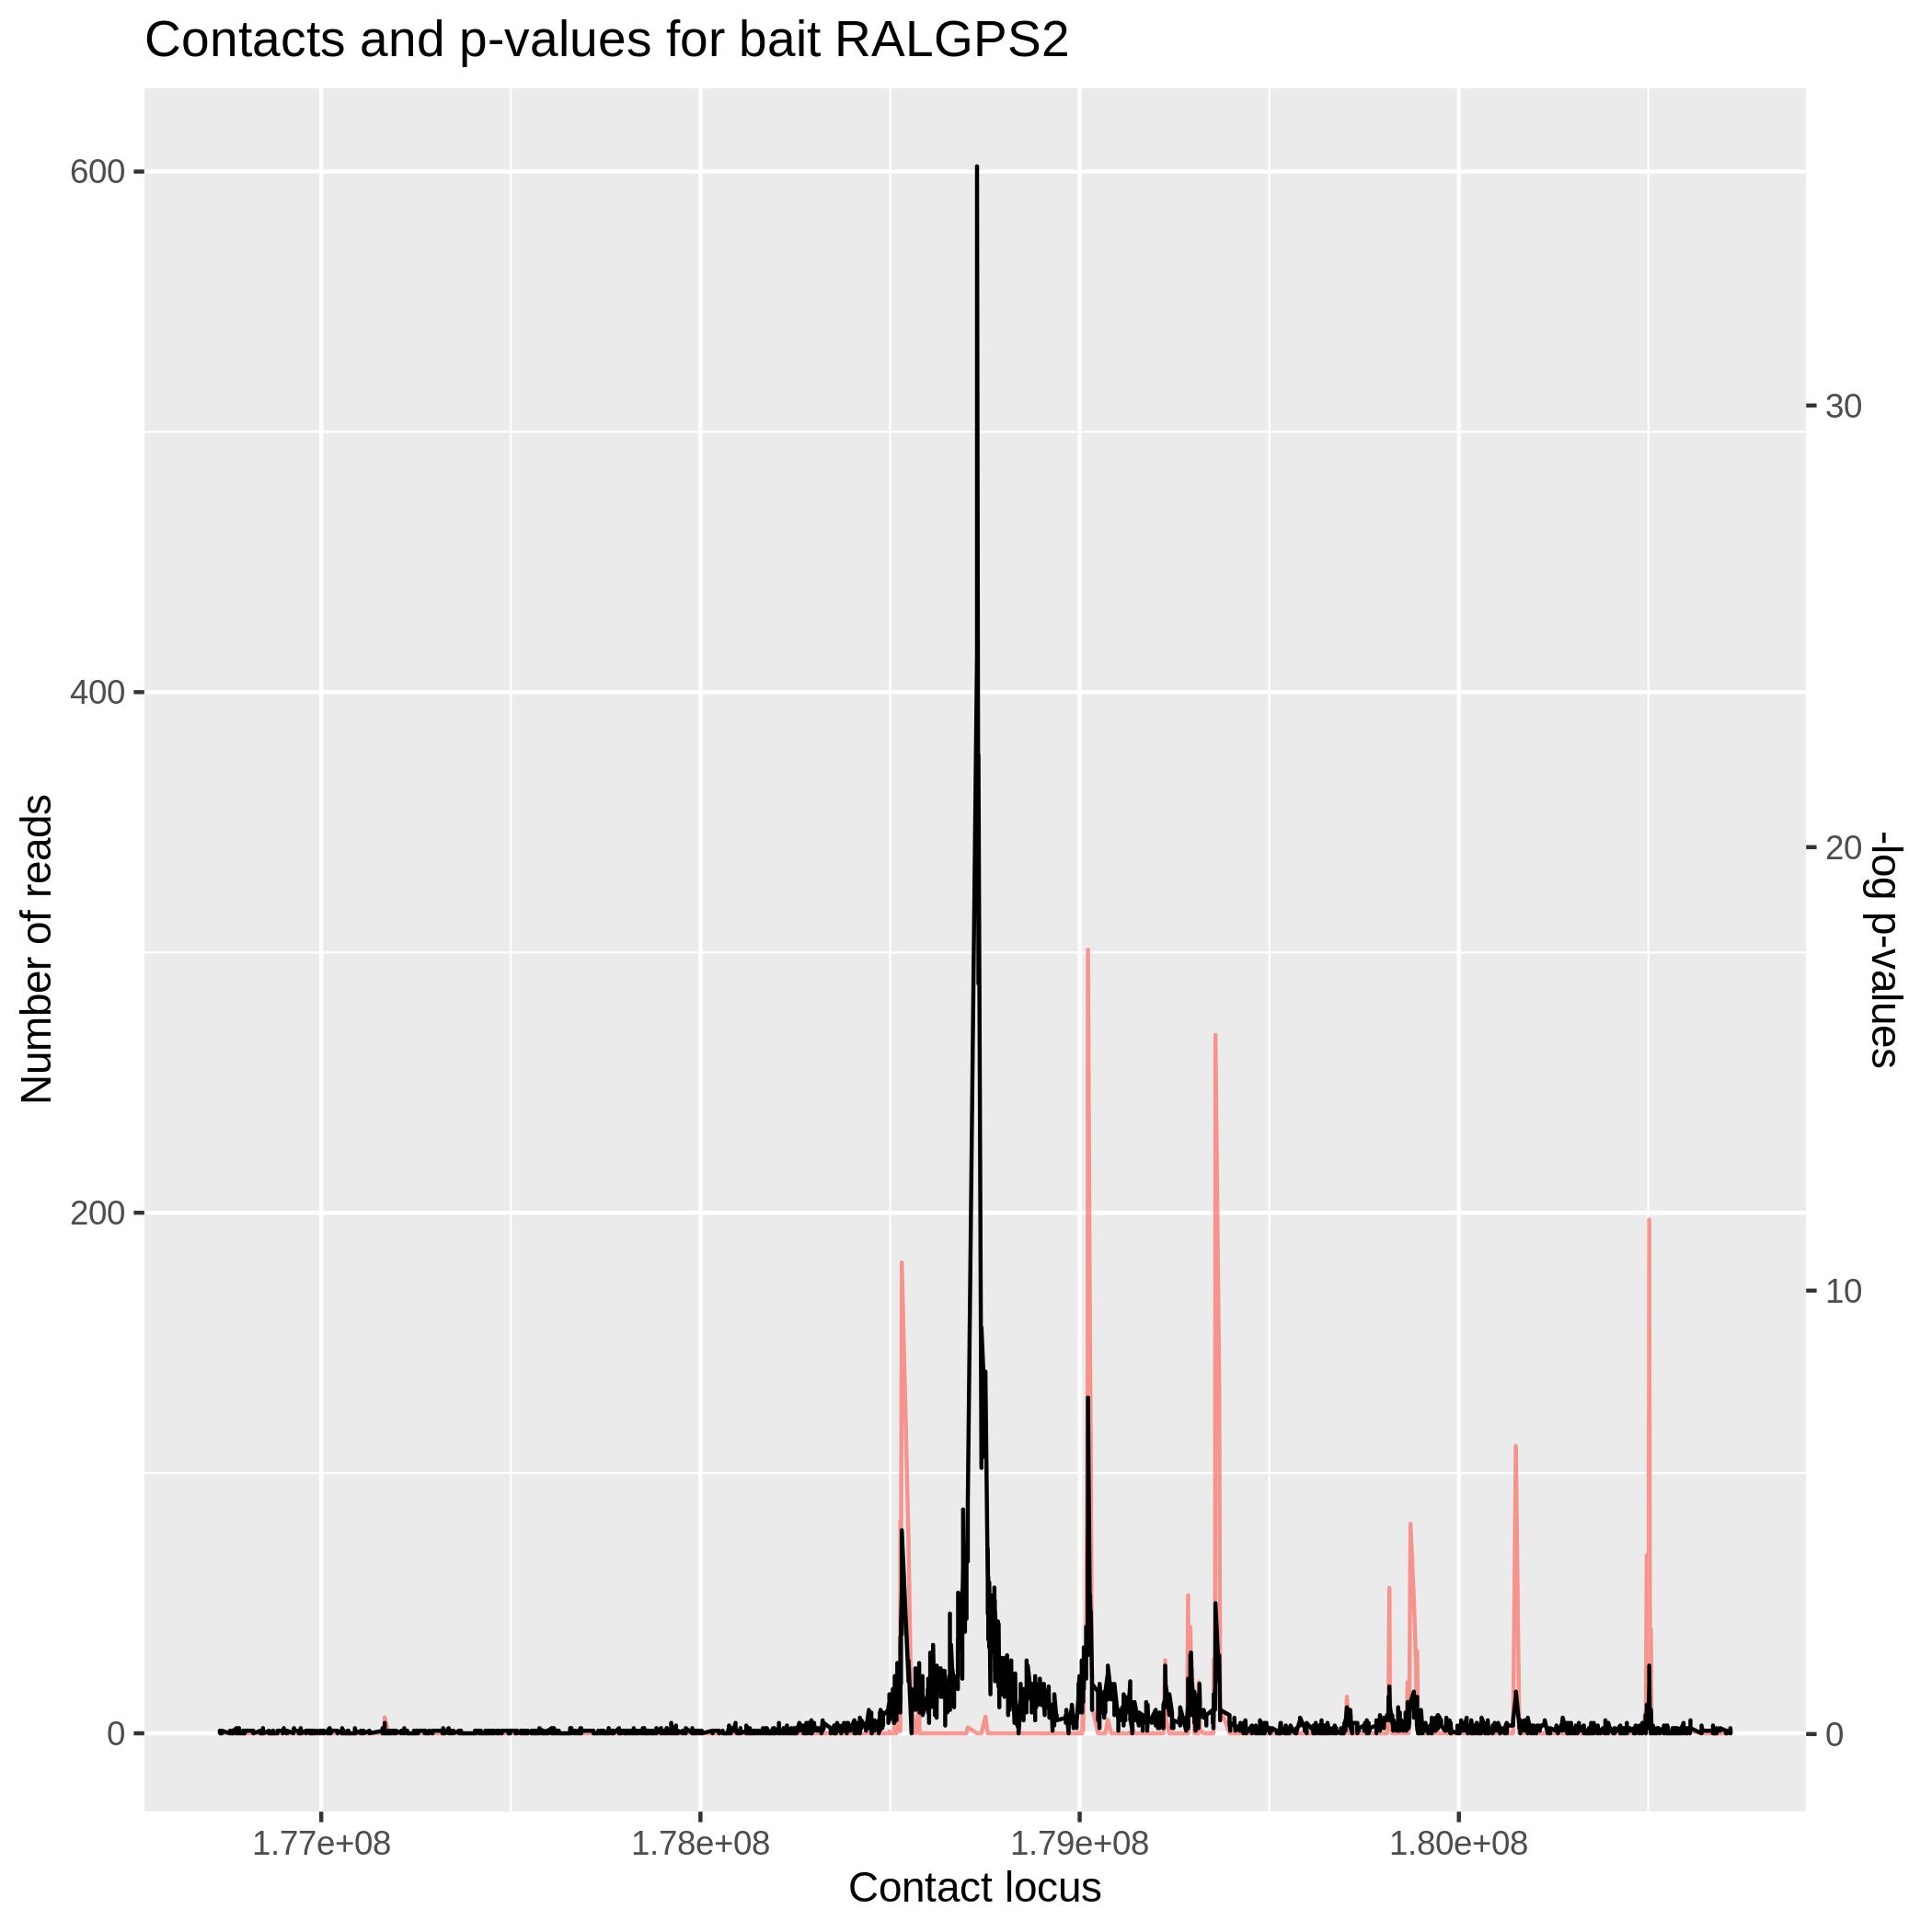 Contacts and p-values for bait RALGPS2
600
400
200
0
30
20
10
0
Number of reads
-log p-values
1.77e+08
1.78e+08
1.79e+08
1.80e+08
Contact locus